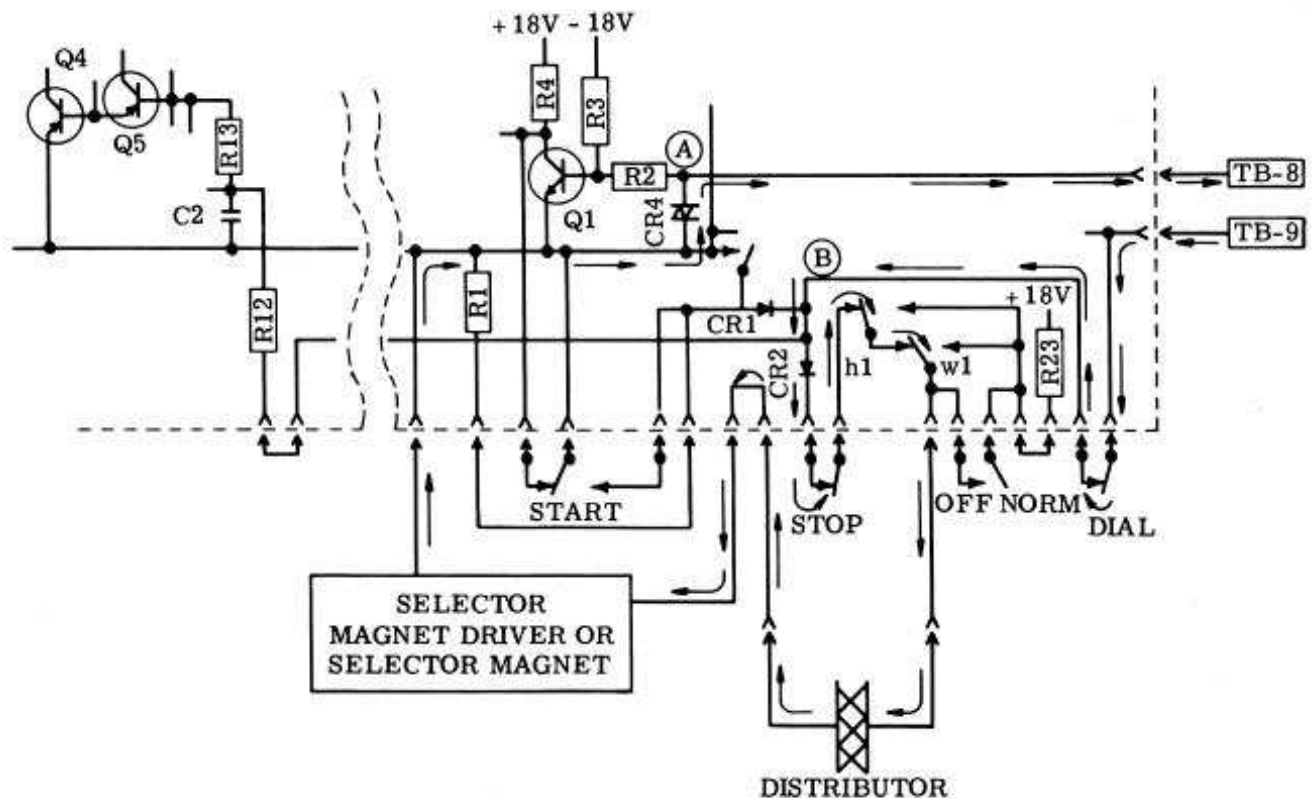 +18V -18V
Q4
Q5
R13
C2
R12
R4
R3
R2
A
Q1
CR4
TB-8
TB-9
R1
B
+18V
CR1
CR2
h1
w1
R23
START
STOP
OFF NORM
DIAL
SELECTOR
MAGNET DRIVER OR
SELECTOR MAGNET
DISTRIBUTOR